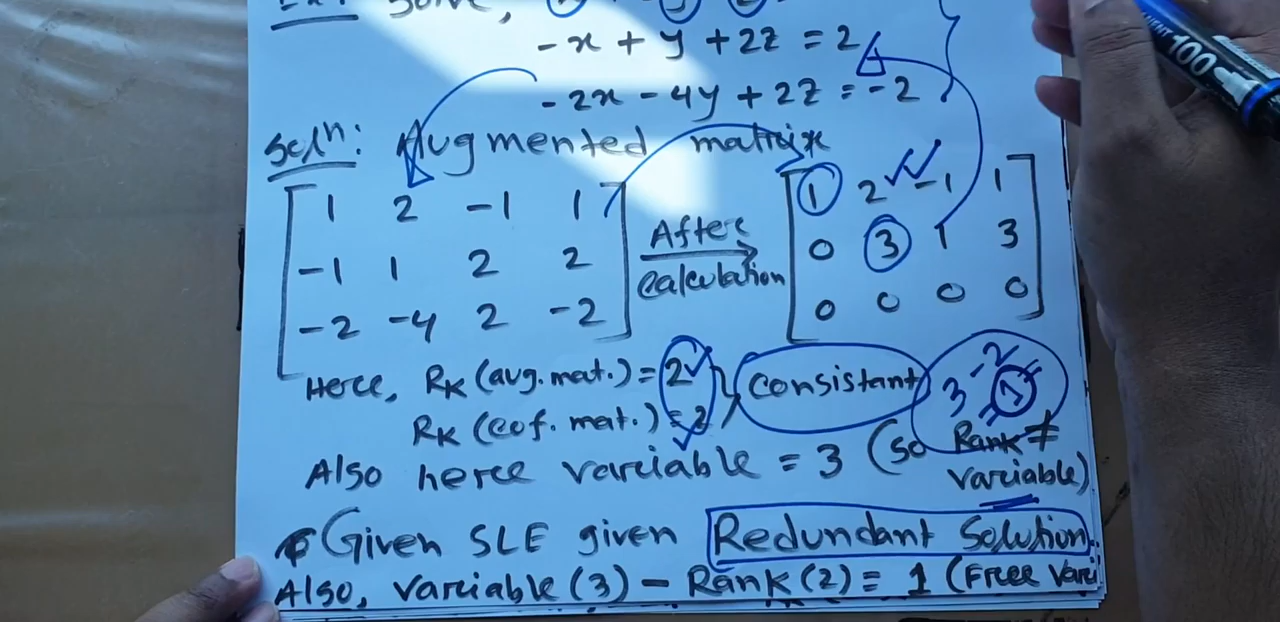 Solve,
-x + y + 2z = 2
-2x - 4y + 2z = -2
Solⁿ: Augmented matrix
1 2 -1 1
-1 1 2 2
-2 -4 2 -2
After calculation
1 2 -1 1
0 3 1 3
0 0 0 0
Here, Rk (aug. mat.) = 2
Rk (cof. mat.) = 2
Consistant
3 - 2
1
Also here variable = 3 (so Rank ≠
variable)
Given SLE given Redundant Solution.
Also, Variable (3) - Rank (2) = 1 (Free Vari
100